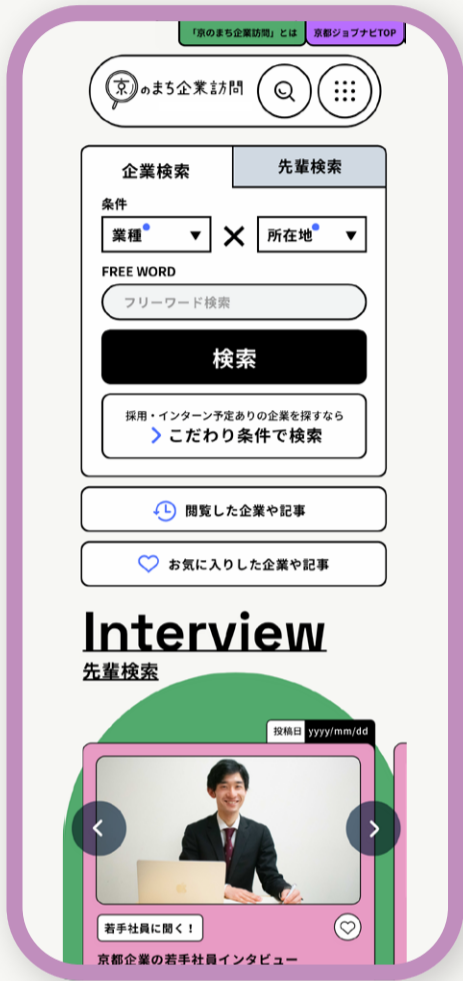 「京のまち企業訪問」とは
京都ジョブナビTOP
京のまち企業訪問
企業検索
先輩検索
条件
業種
所在地
FREE WORD
フリーワード検索
検索
採用・インターン予定ありの企業を探すなら
こだわり条件で検索
閲覧した企業や記事
お気に入りした企業や記事
Interview
先輩検索
投稿日 yyyy/mm/dd
若手社員に聞く！
京都企業の若手社員インタビュー